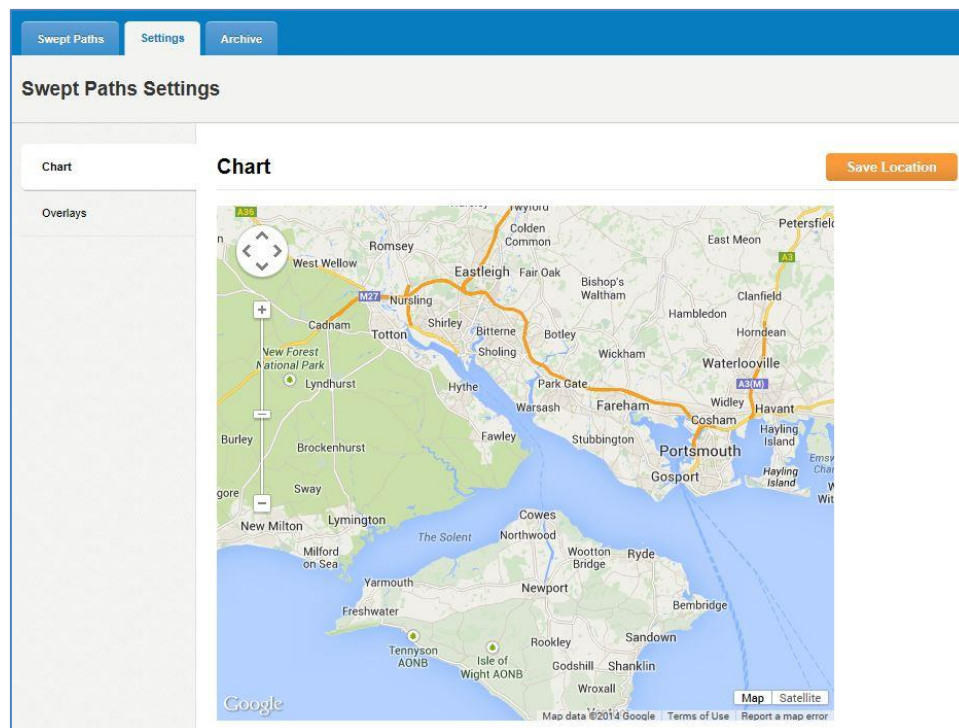 Swept Paths
Settings
Archive
Swept Paths Settings
Chart
Overlays
Chart
Save Location
A36
Twyford
Colden
Common
Petersfield
East Meon
A3
Romsey
West Wellow
Eastleigh
Fair Oak
Bishop's
Waltham
M27
Nursling
Clanfield
Hambledon
Cadnam
Totton
Shirley
Bitterne
Botley
Horndean
New Forest
National Park
Sholing
Wickham
Waterlooville
Lyndhurst
Hythe
Park Gate
A3(M)
Warsash
Fareham
Widley
Havant
Cosham
Burley
Brockenhurst
Fawley
Stubbington
Hayling
Island
Portsmouth
Gosport
Hayling
Island
Sway
New Milton
Lymington
Cowes
The Solent
Northwood
Milford
on Sea
Wootton
Bridge
Ryde
Yarmouth
Newport
Freshwater
Bembridge
Tennyson
AONB
Rookley
Sandown
Isle of
Wight AONB
Godshill
Shanklin
Wroxall
Map
Satellite
Google
Map data ©2014 Google
Terms of Use
Report a map error